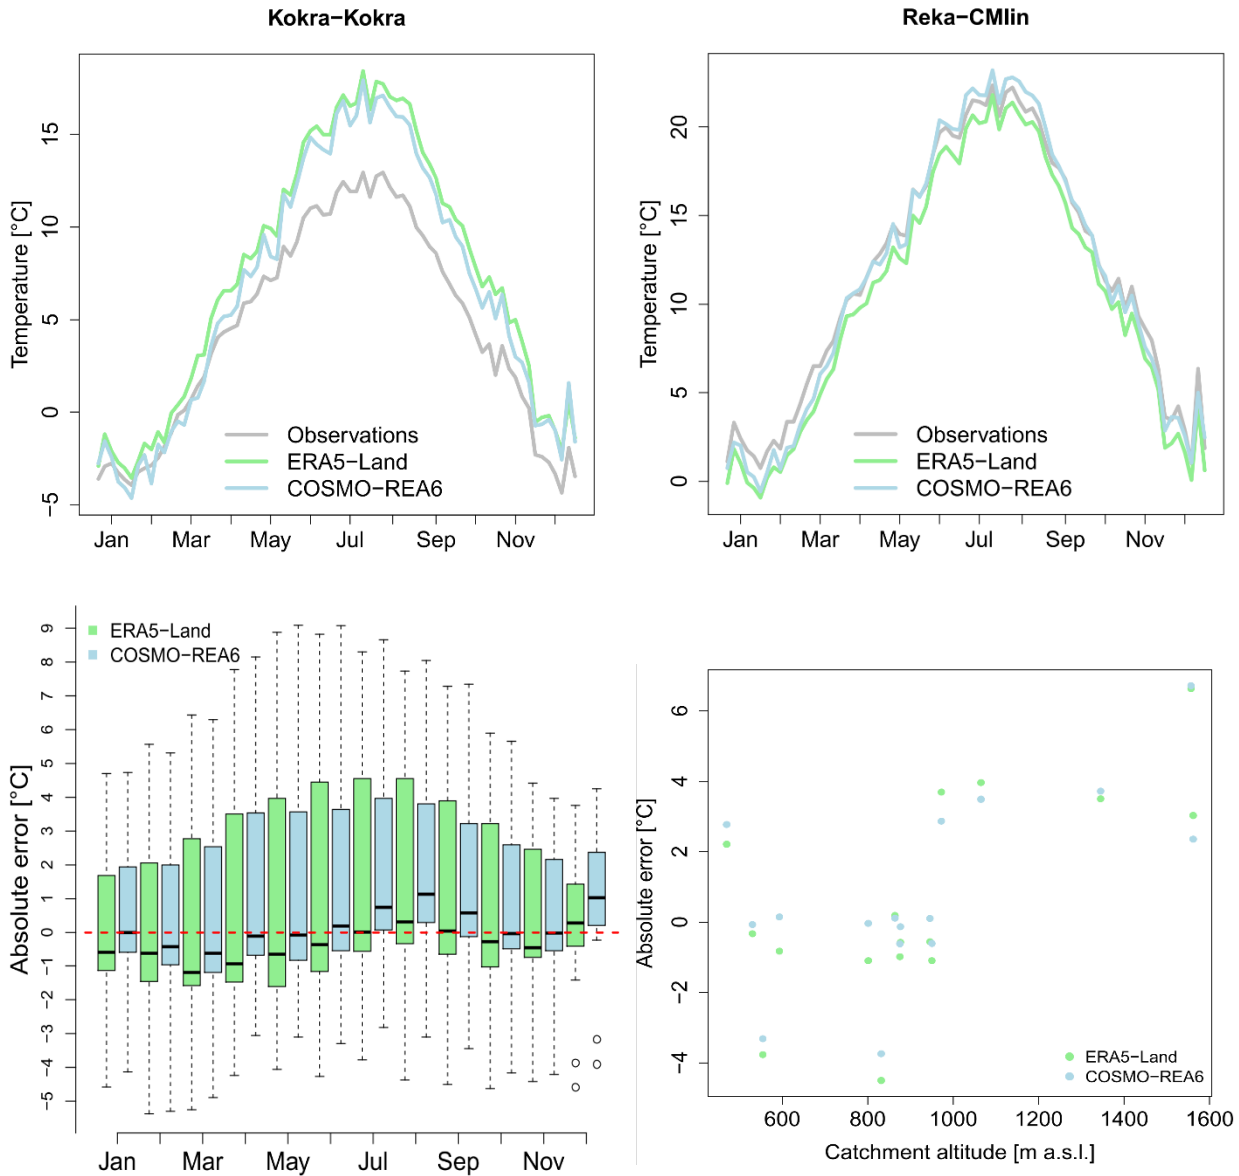 Kokra−Kokra
Temperature [°C]
15
10
5
0
−5
Observations
ERA5−Land
COSMO−REA6
Jan Mar May Jul Sep Nov
Reka−CMlin
Temperature [°C]
20
15
10
5
0
Observations
ERA5−Land
COSMO−REA6
Jan Mar May Jul Sep Nov
Absolute error [°C]
9
8
7
6
5
4
3
2
1
0
−1
−2
−3
−4
−5
ERA5−Land
COSMO−REA6
Jan Mar May Jul Sep Nov
Absolute error [°C]
6
4
2
0
−2
−4
ERA5−Land
COSMO−REA6
600 800 1000 1200 1400 1600
Catchment altitude [m a.s.l.]